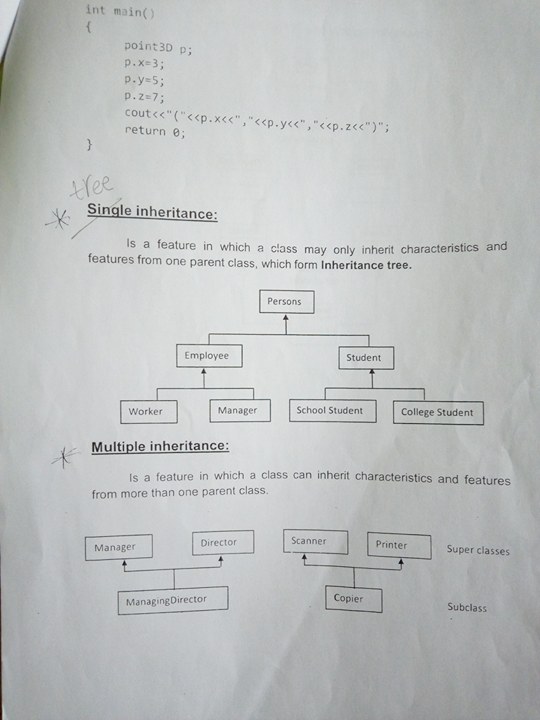 int main()
{
point3D p;
p.x=3;
p.y=5;
p.z=7;
cout<<"("<<p.x<<","<<p.y<<","<<p.z<<")";
return 0;
}
tree
* Single inheritance:
Is a feature in which a class may only inherit characteristics and
features from one parent class, which form Inheritance tree.
Persons
Employee Student
Worker Manager School Student College Student
* Multiple inheritance:
Is a feature in which a class can inherit characteristics and features
from more than one parent class.
Manager Director Scanner Printer Super classes
ManagingDirector Copier Subclass